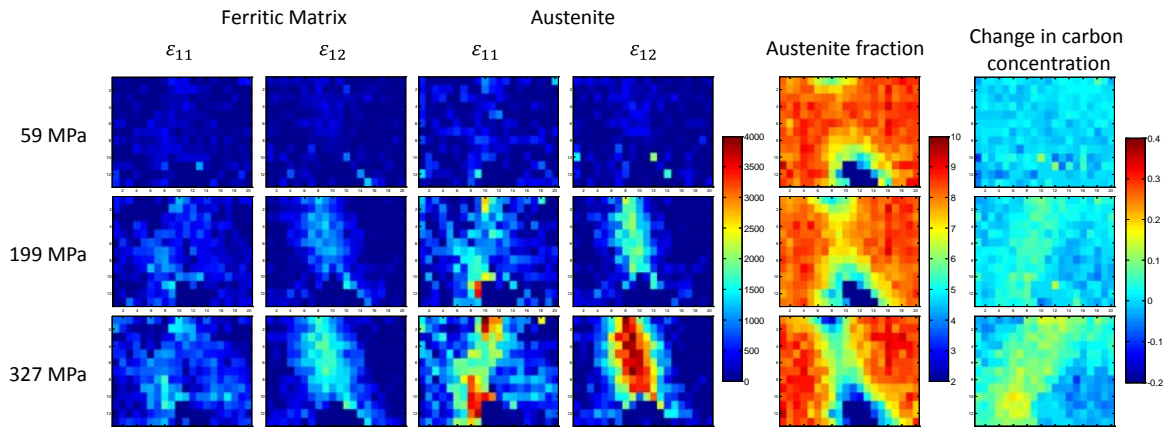 Ferritic Matrix
Austenite
ε11
ε12
ε11
ε12
Austenite fraction
Change in carbon
concentration
59 MPa
199 MPa
327 MPa
4000
3500
3000
2500
2000
1500
1000
500
0
10
9
8
7
6
5
4
3
2
0.4
0.3
0.2
0.1
0
-0.1
-0.2